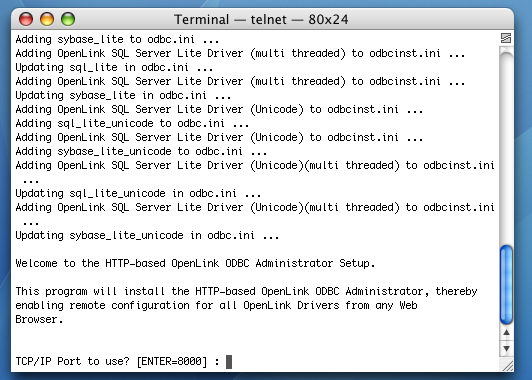 Terminal — telnet — 80x24
Adding sybase_lite to odbc.ini ...
Adding OpenLink SQL Server Lite Driver (multi threaded) to odbcinst.ini ...
Updating sql_lite in odbc.ini ...
Adding OpenLink SQL Server Lite Driver (multi threaded) to odbcinst.ini ...
Updating sybase_lite in odbc.ini ...
Adding OpenLink SQL Server Lite Driver (Unicode) to odbcinst.ini ...
Adding sql_lite_unicode to odbc.ini ...
Adding OpenLink SQL Server Lite Driver (Unicode) to odbcinst.ini ...
Adding sybase_lite_unicode to odbc.ini ...
Adding OpenLink SQL Server Lite Driver (Unicode)(multi threaded) to odbcinst.ini
 ...
Updating sql_lite_unicode in odbc.ini ...
Adding OpenLink SQL Server Lite Driver (Unicode)(multi threaded) to odbcinst.ini
 ...
Updating sybase_lite_unicode in odbc.ini ...
Welcome to the HTTP-based OpenLink ODBC Administrator Setup.
This program will install the HTTP-based OpenLink ODBC Administrator, thereby
enabling remote configuration for all OpenLink Drivers from any Web
Browser.
TCP/IP Port to use? [ENTER=8000] :